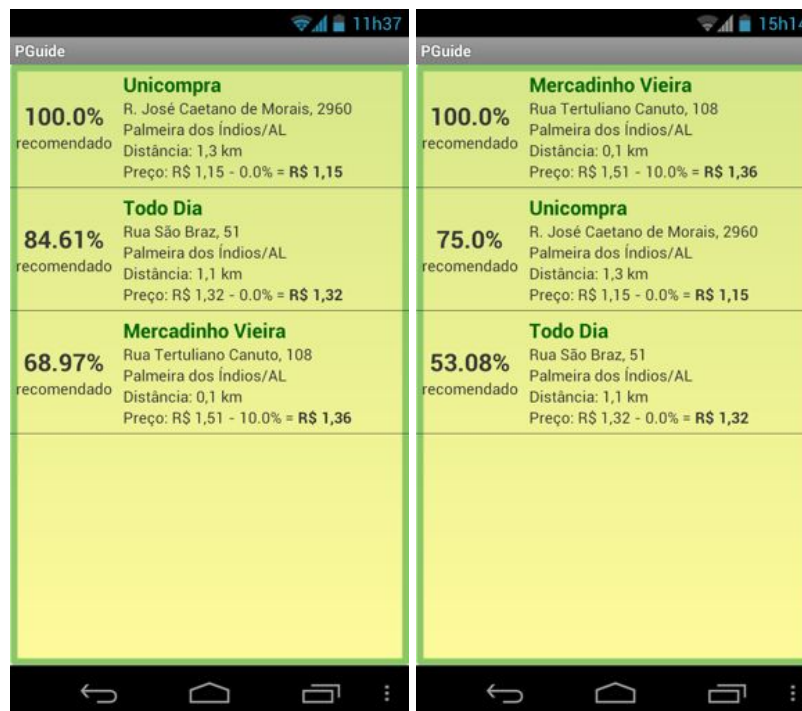 11h37
PGuide
100.0%
recomendado
Unicompra
R. José Caetano de Morais, 2960
Palmeira dos Índios/AL
Distância: 1,3 km
Preço: R$ 1,15 - 0.0% = R$ 1,15
84.61%
recomendado
Todo Dia
Rua São Braz, 51
Palmeira dos Índios/AL
Distância: 1,1 km
Preço: R$ 1,32 - 0.0% = R$ 1,32
68.97%
recomendado
Mercadinho Vieira
Rua Tertuliano Canuto, 108
Palmeira dos Índios/AL
Distância: 0,1 km
Preço: R$ 1,51 - 10.0% = R$ 1,36
15h14
PGuide
100.0%
recomendado
Mercadinho Vieira
Rua Tertuliano Canuto, 108
Palmeira dos Índios/AL
Distância: 0,1 km
Preço: R$ 1,51 - 10.0% = R$ 1,36
75.0%
recomendado
Unicompra
R. José Caetano de Morais, 2960
Palmeira dos Índios/AL
Distância: 1,3 km
Preço: R$ 1,15 - 0.0% = R$ 1,15
53.08%
recomendado
Todo Dia
Rua São Braz, 51
Palmeira dos Índios/AL
Distância: 1,1 km
Preço: R$ 1,32 - 0.0% = R$ 1,32